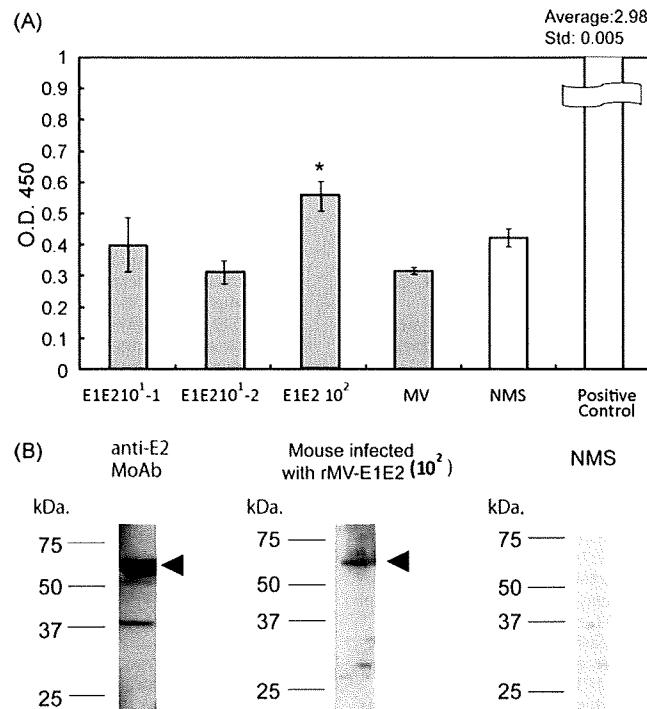 (A)
Average:2.98
Std: 0.005
1
0.9
0.8
0.7
0.6
0.5
0.4
0.3
0.2
0.1
0
O.D. 450
*
E1E210¹-1
E1E210¹-2
E1E2 10²
MV
NMS
Positive
Control
(B)
anti-E2
MoAb
Mouse infected
with rMV-E1E2 (10²)
NMS
kDa.
75
50
37
25
kDa.
75
50
37
25
kDa.
75
50
37
25